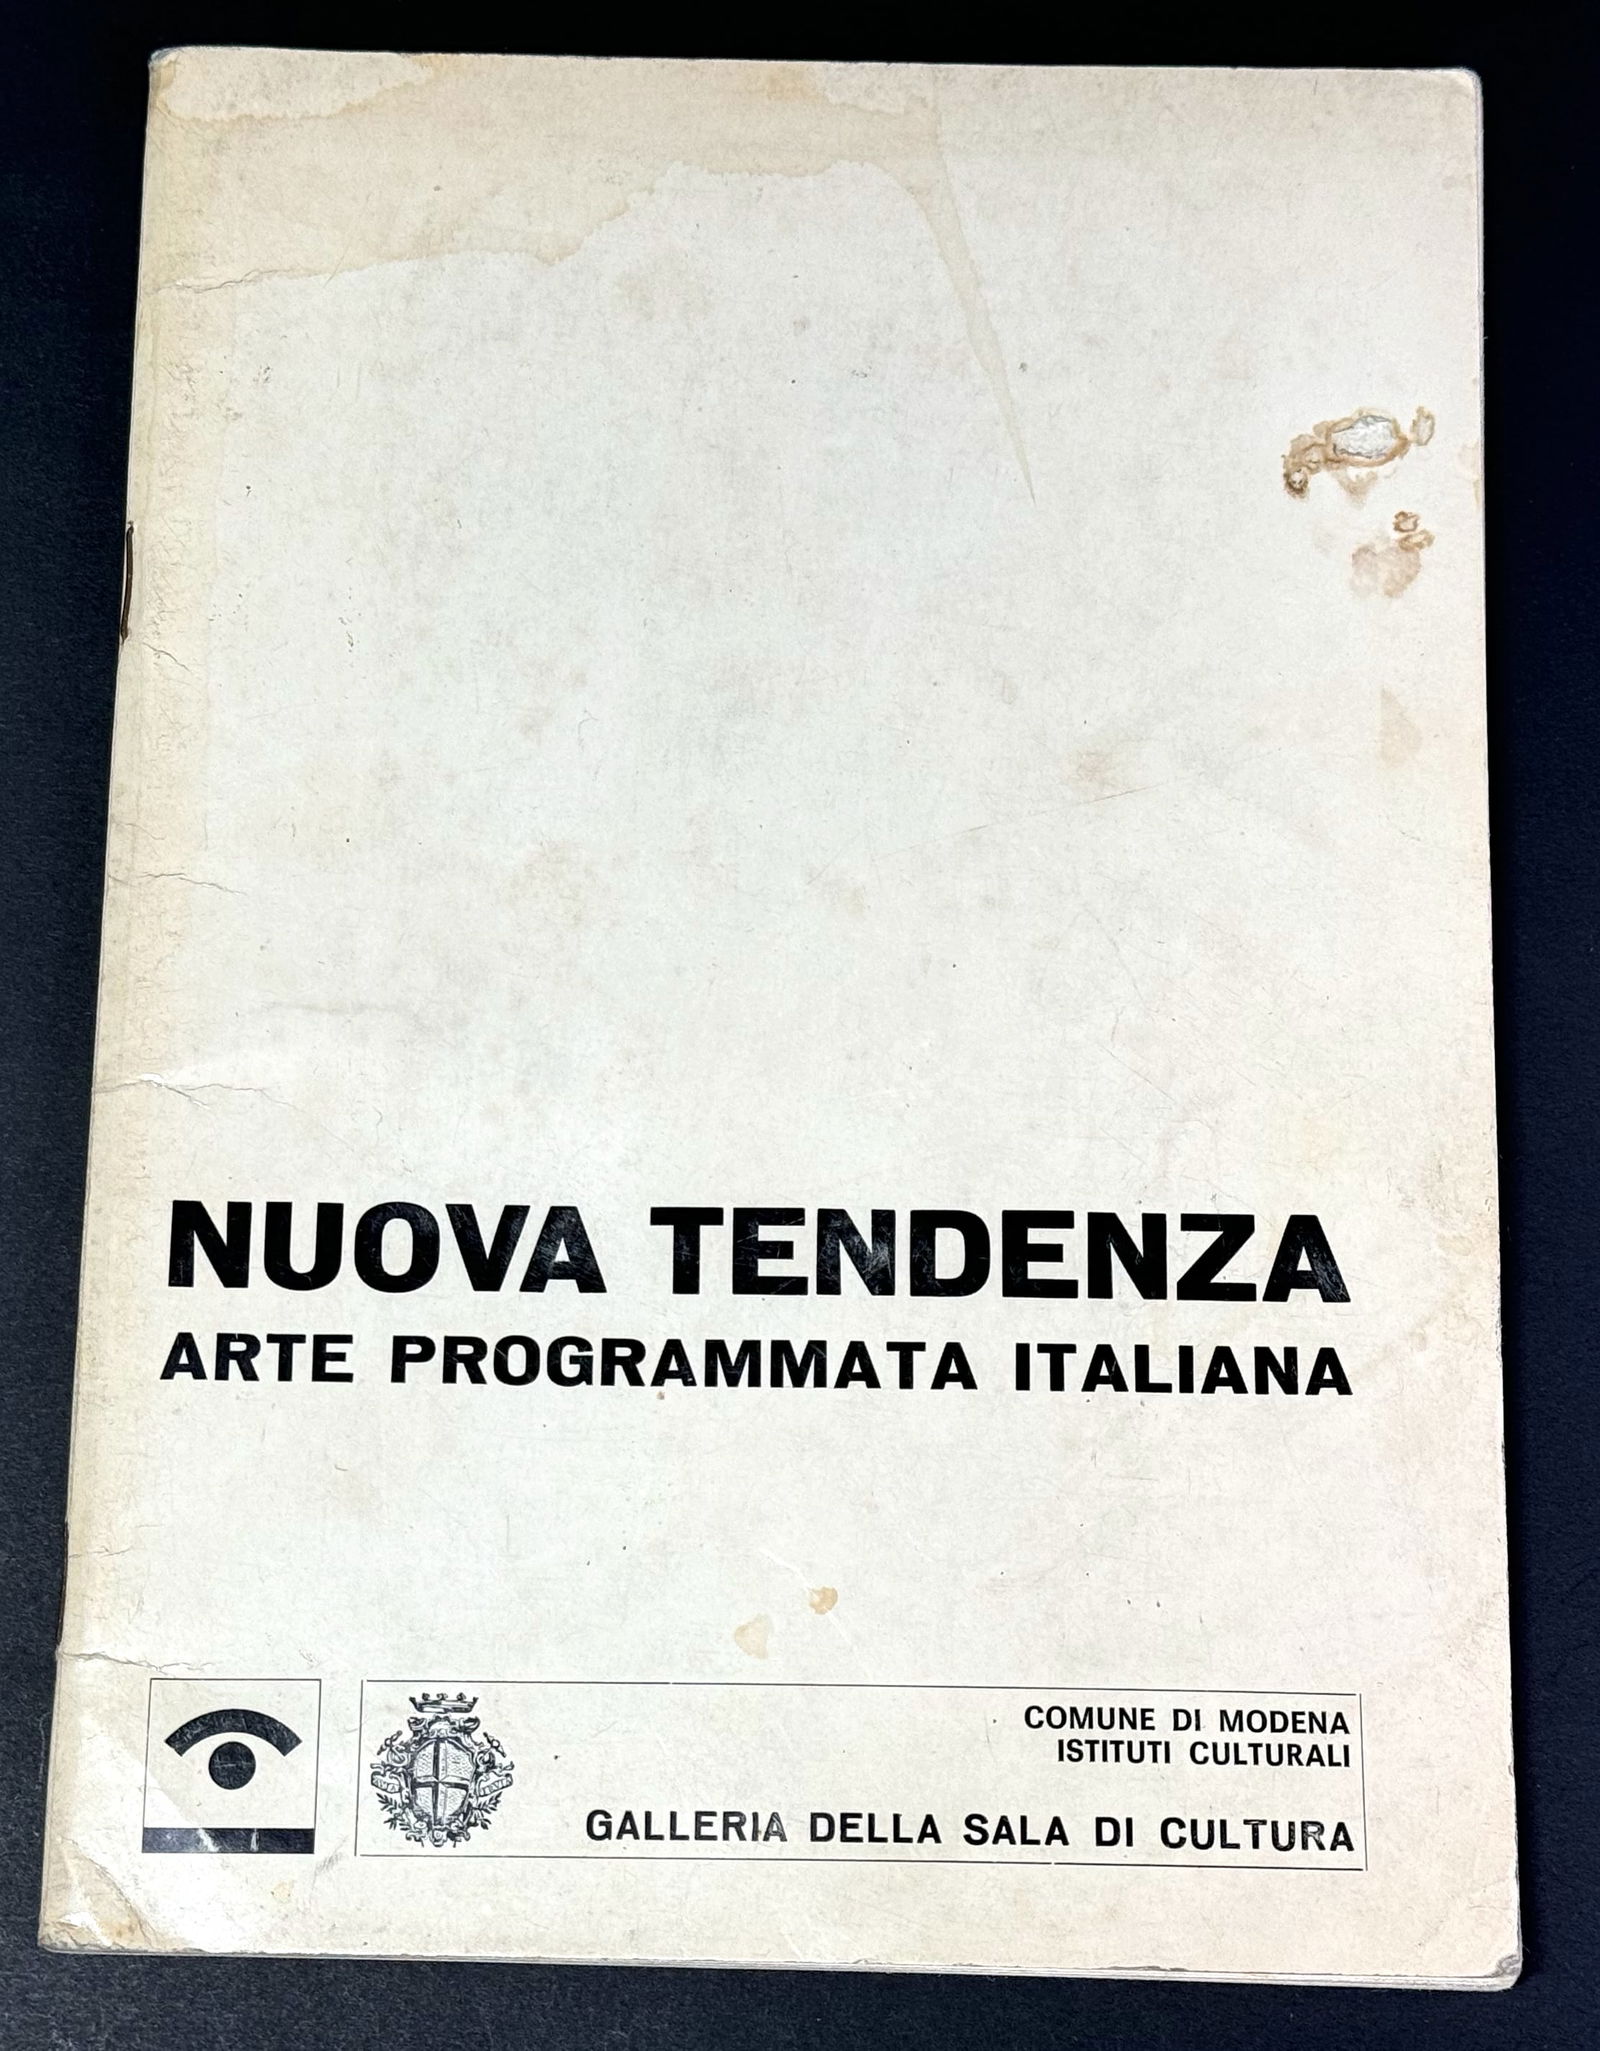 NUOVA TENDENZA
ARTE PROGRAMMATA ITALIANA
COMUNE DI MODENA
ISTITUTI CULTURALI
GALLERIA DELLA SALA DI CULTURA